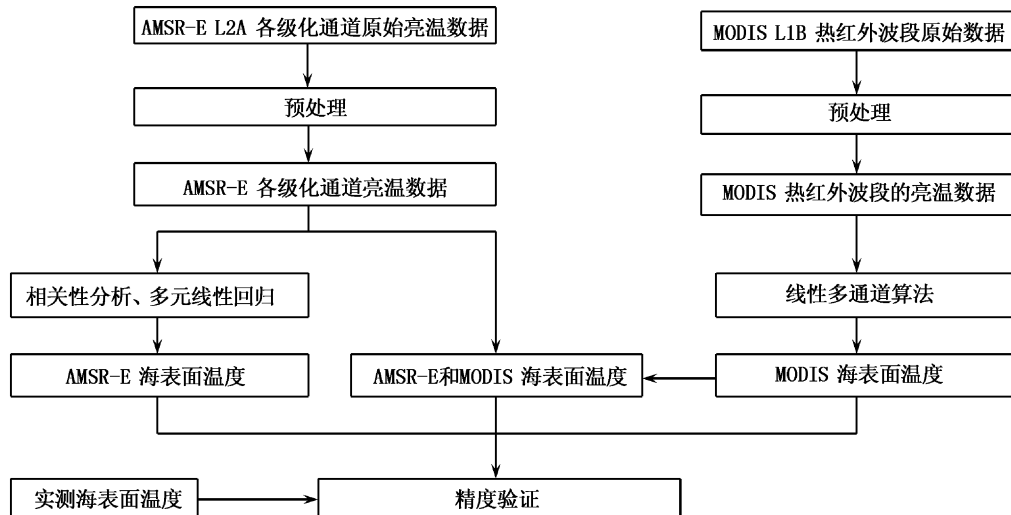 AMSR-E L2A 各级化通道原始亮温数据
MODIS L1B 热红外波段原始数据
预处理
预处理
AMSR-E 各级化通道亮温数据
MODIS 热红外波段的亮温数据
相关性分析、多元线性回归
线性多通道算法
AMSR-E 海表面温度
AMSR-E和MODIS 海表面温度
MODIS 海表面温度
实测海表面温度
精度验证